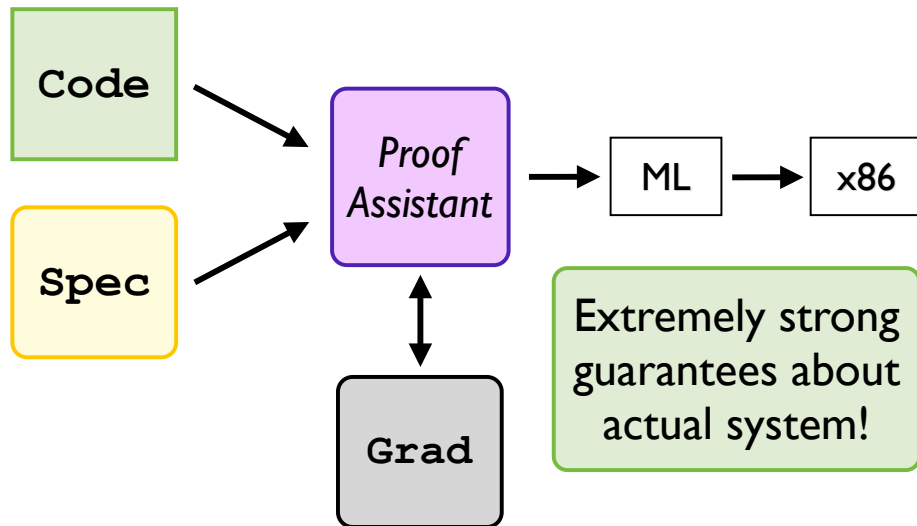 Code
Spec
Proof
Assistant
Grad
ML
x86
Extremely strong
guarantees about
actual system!